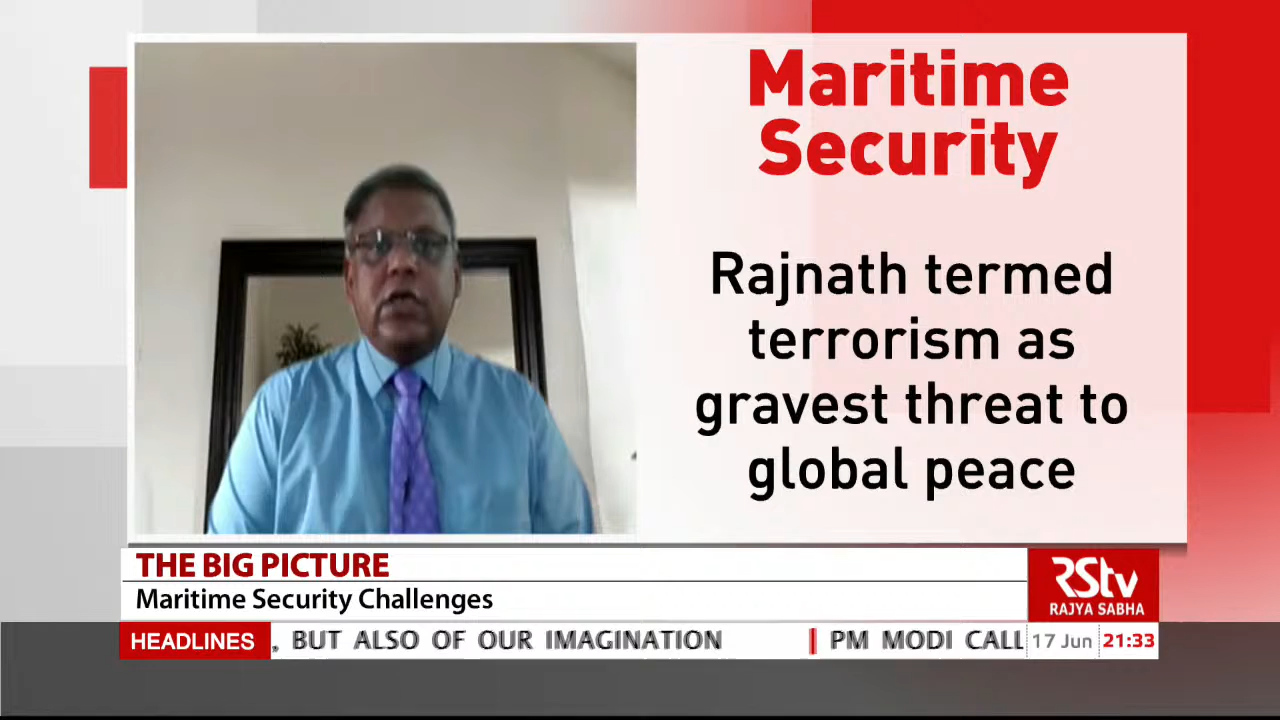 Maritime
Security
Rajnath termed
terrorism as
gravest threat to
global peace
THE BIG PICTURE
Maritime Security Challenges
RSTV
RAJYA SABHA
HEADLINES
, BUT ALSO OF OUR IMAGINATION | PM MODI CALL
17 Jun 21:33